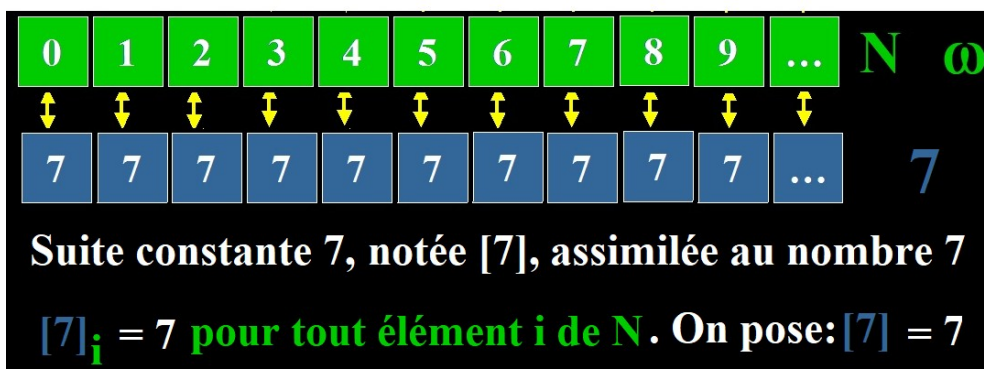 0 1 2 3 4 5 6 7 8 9 ... N ω
7 7 7 7 7 7 7 7 7 7 ... 7
Suite constante 7, notée [7], assimilée au nombre 7
[7]i = 7 pour tout élément i de N. On pose: [7] = 7